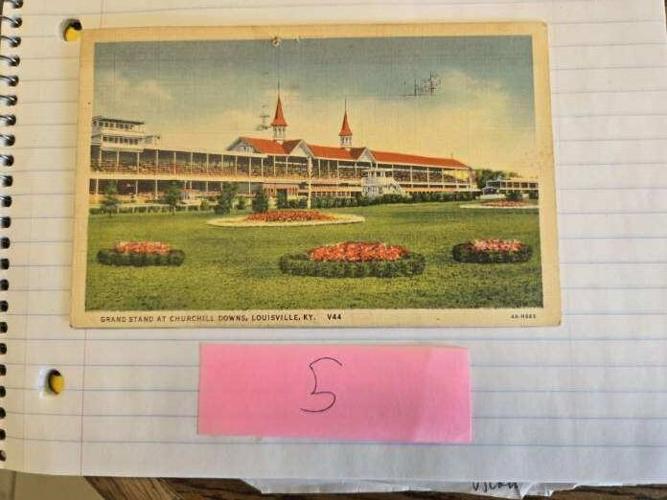 GRAND STAND AT CHURCHILL DOWNS, LOUISVILLE, KY. V44
5